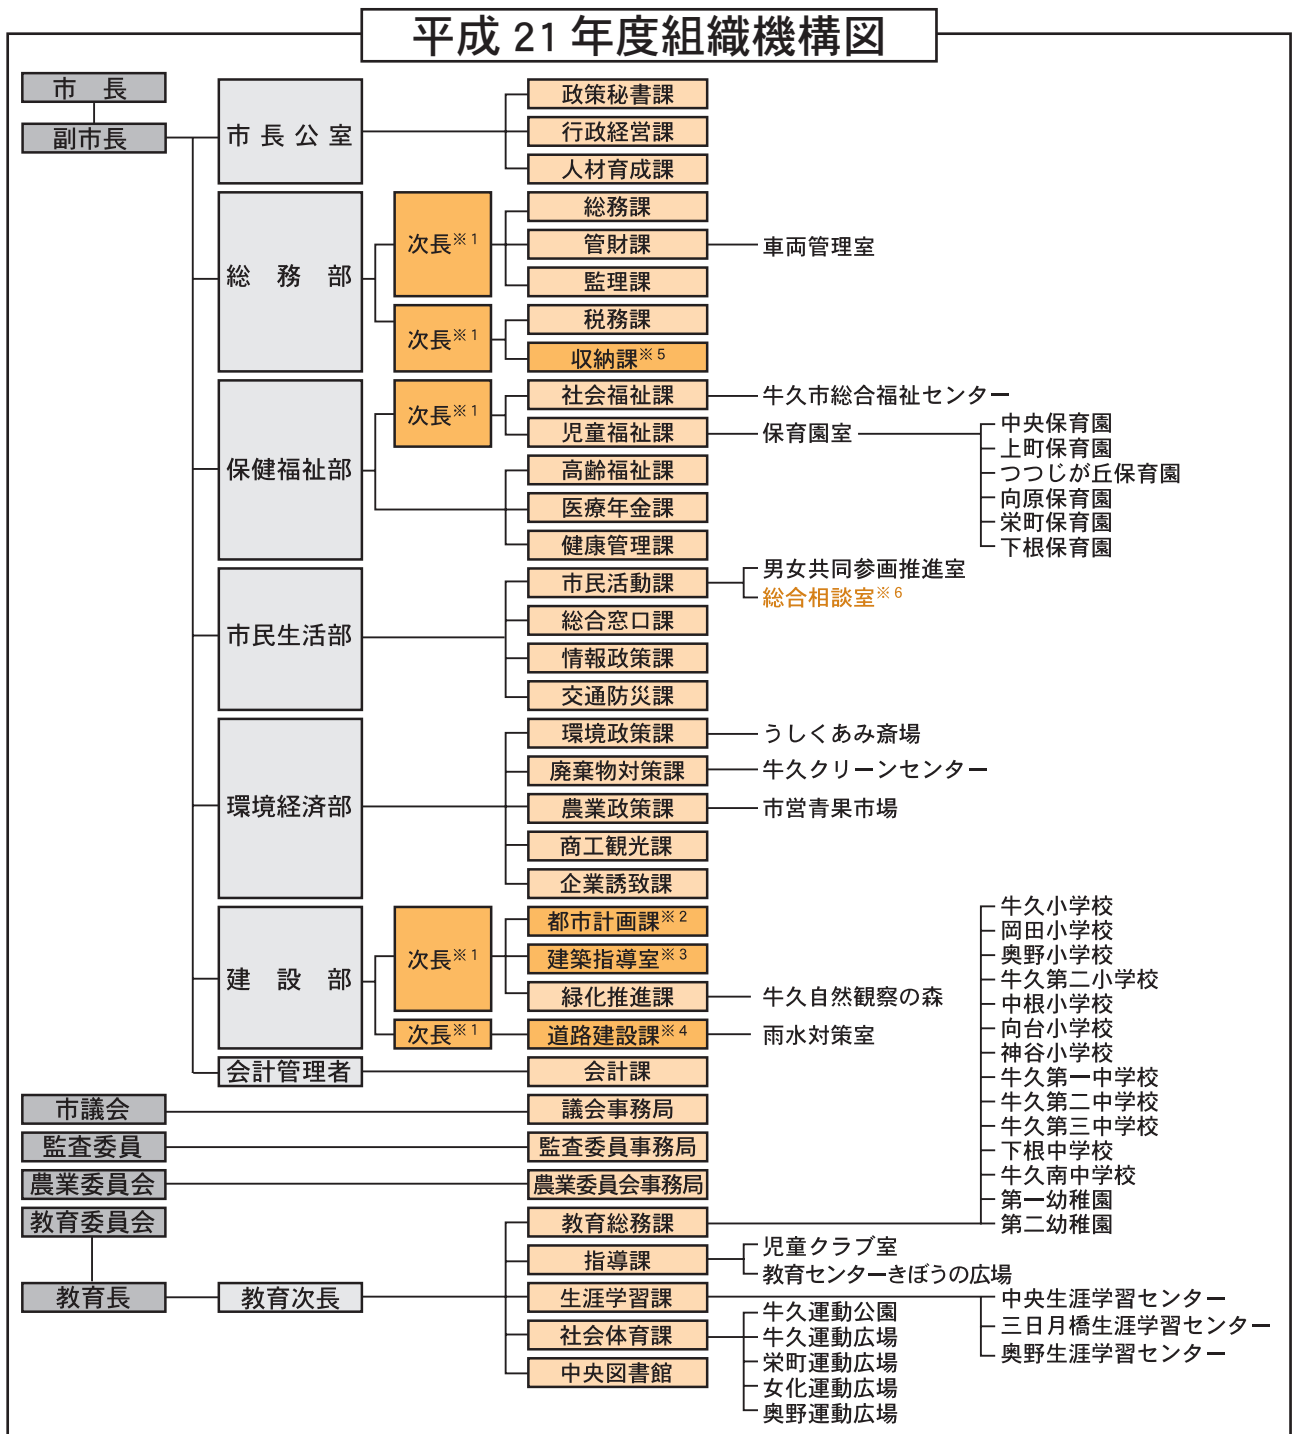 平成 21 年度組織機構図
市　長
副市長
市 長 公 室
政策秘書課
行政経営課
人材育成課
総　務　部
次長※1
総務課
管財課
車両管理室
監理課
次長※1
税務課
収納課※5
保健福祉部
次長※1
社会福祉課
牛久市総合福祉センター
児童福祉課
保育園室
中央保育園
上町保育園
つつじが丘保育園
向原保育園
栄町保育園
下根保育園
高齢福祉課
医療年金課
健康管理課
市民生活部
市民活動課
男女共同参画推進室
総合相談室※6
総合窓口課
情報政策課
交通防災課
環境経済部
環境政策課
うしくあみ斎場
廃棄物対策課
牛久クリーンセンター
農業政策課
市営青果市場
商工観光課
企業誘致課
建　設　部
次長※1
都市計画課※2
建築指導室※3
緑化推進課
牛久自然観察の森
次長※1
道路建設課※4
雨水対策室
会計管理者
会計課
市議会
議会事務局
監査委員
監査委員事務局
農業委員会
農業委員会事務局
教育委員会
教育長
教育次長
教育総務課
牛久小学校
岡田小学校
奥野小学校
牛久第二小学校
中根小学校
向台小学校
神谷小学校
牛久第一中学校
牛久第二中学校
牛久第三中学校
下根中学校
牛久南中学校
第一幼稚園
第二幼稚園
指導課
児童クラブ室
教育センターきぼうの広場
生涯学習課
中央生涯学習センター
三日月橋生涯学習センター
奥野生涯学習センター
社会体育課
牛久運動公園
牛久運動広場
栄町運動広場
女化運動広場
奥野運動広場
中央図書館